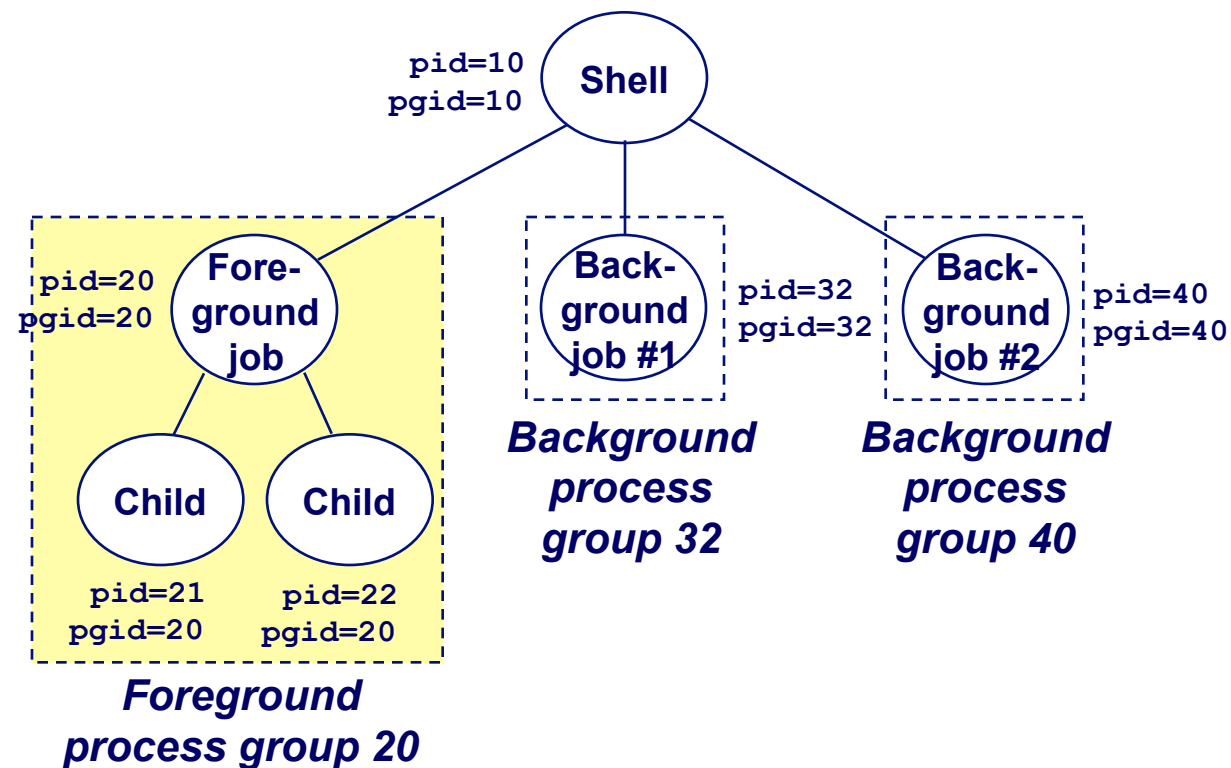 pid=10
pgid=10
Shell
pid=20
pgid=20
Fore-
ground
job
Back-
ground
job #1
pid=32
pgid=32
Back-
ground
job #2
pid=40
pgid=40
Child
Child
pid=21
pgid=20
pid=22
pgid=20
Background
process
group 32
Background
process
group 40
Foreground
process group 20